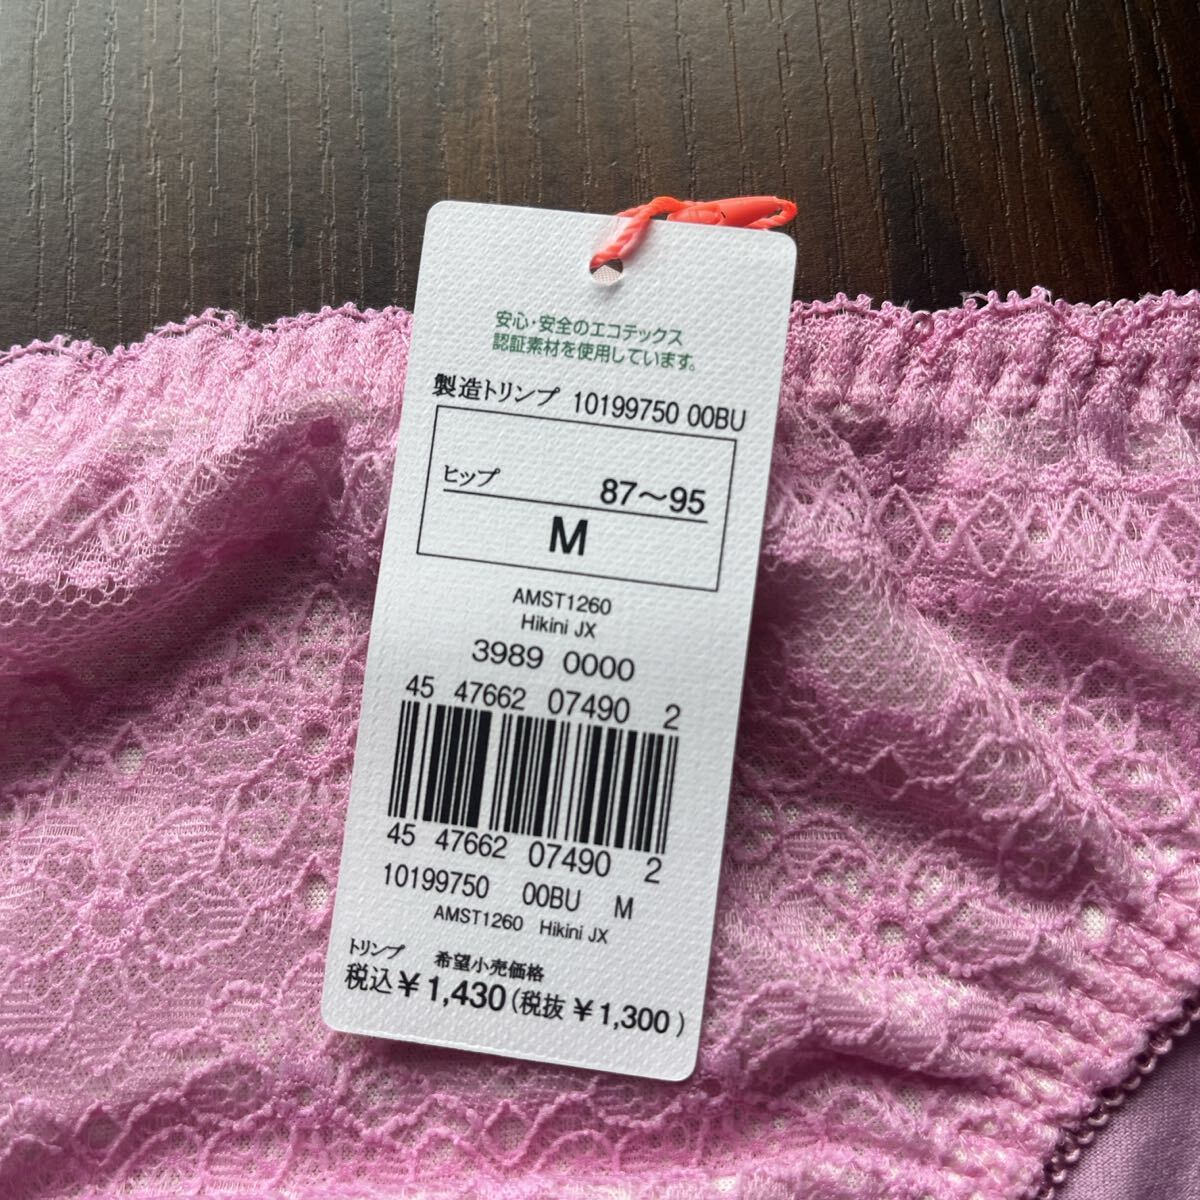 安心・安全のエコテックス
認証素材を使用しています。
製造トリンプ 10199750 00BU
ヒップ 87〜95
M
AMST1260
Hikini JX
3989 0000
45 47662 07490 2
45 47662 07490 2
10199750 00BU M
AMST1260 Hikini JX
トリンプ 希望小売価格
税込¥1,430(税抜¥1,300)